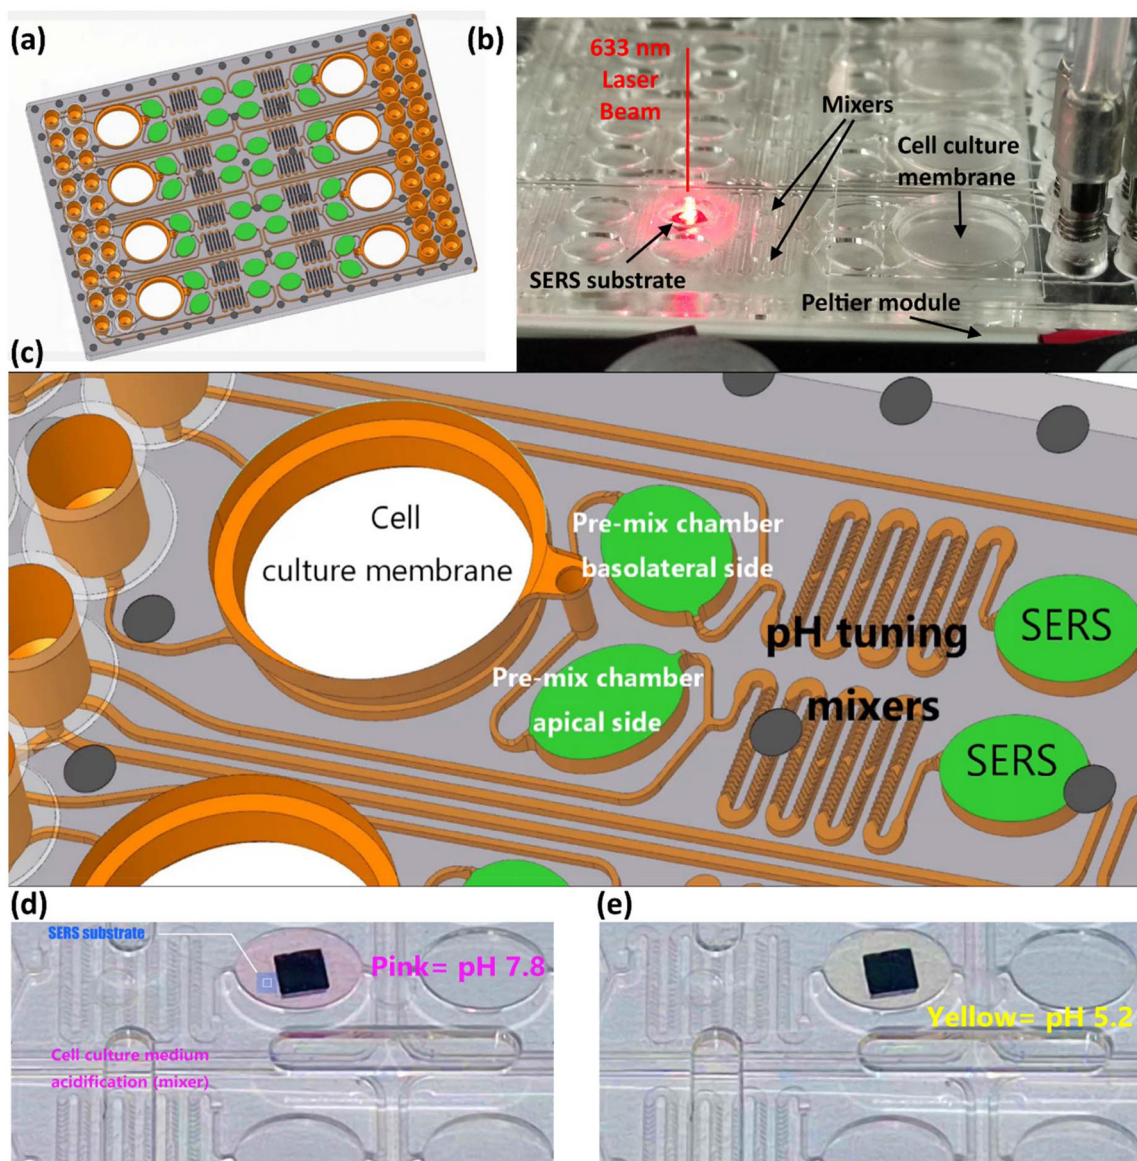 (a)
(b)
633 nm
Laser
Beam
Mixers
Cell culture
membrane
SERS substrate
Peltier module
(c)
Cell
culture membrane
Pre-mix chamber
basolateral side
Pre-mix chamber
apical side
pH tuning
mixers
SERS
SERS
(d)
SERS substrate
Pink= pH 7.8
Cell culture medium
acidification (mixer)
(e)
Yellow= pH 5.2